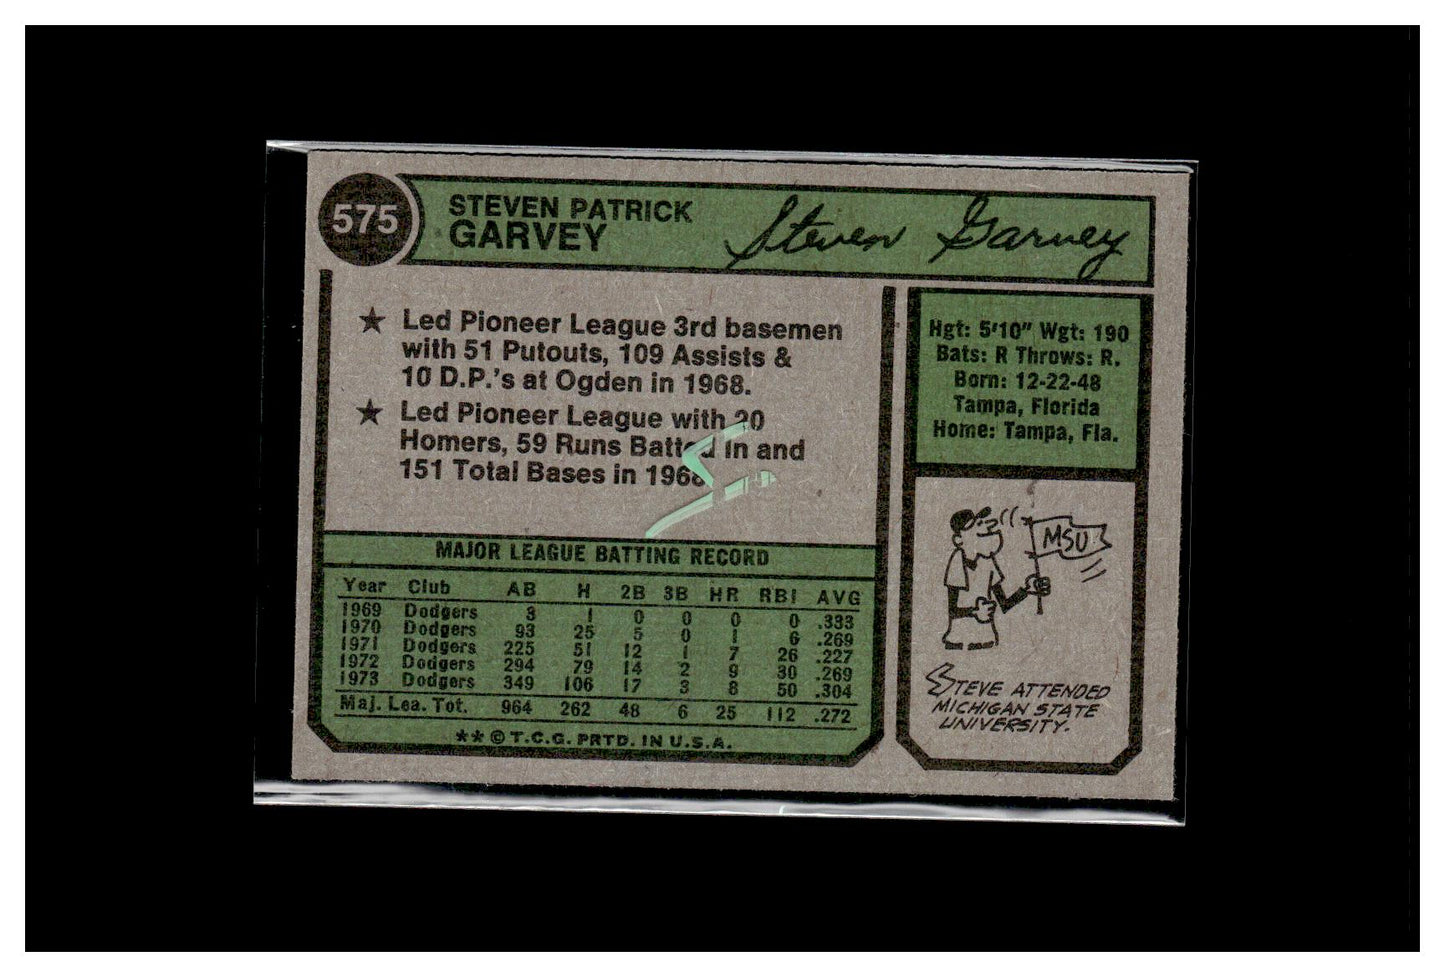 575
STEVEN PATRICK
GARVEY
Steven Garvey
★ Led Pioneer League 3rd basemen
with 51 Putouts, 109 Assists &
10 D.P.'s at Ogden in 1968.
★ Led Pioneer League with 20
Homers, 59 Runs Batted In and
151 Total Bases in 1968.
Hgt: 5'10" Wgt: 190
Bats: R Throws: R.
Born: 12-22-48
Tampa, Florida
Home: Tampa, Fla.
MSU
STEVE ATTENDED
MICHIGAN STATE
UNIVERSITY.
MAJOR LEAGUE BATTING RECORD
Year Club AB H 2B 3B HR RBI AVG
1969 Dodgers 3 1 0 0 0 0 .333
1970 Dodgers 93 25 5 0 1 6 .269
1971 Dodgers 225 51 12 1 7 26 .227
1972 Dodgers 294 79 14 2 9 30 .269
1973 Dodgers 349 106 17 3 8 50 .304
Maj. Lea. Tot. 964 262 48 6 25 112 .272
** © T.C.G. PRTD. IN U.S.A.